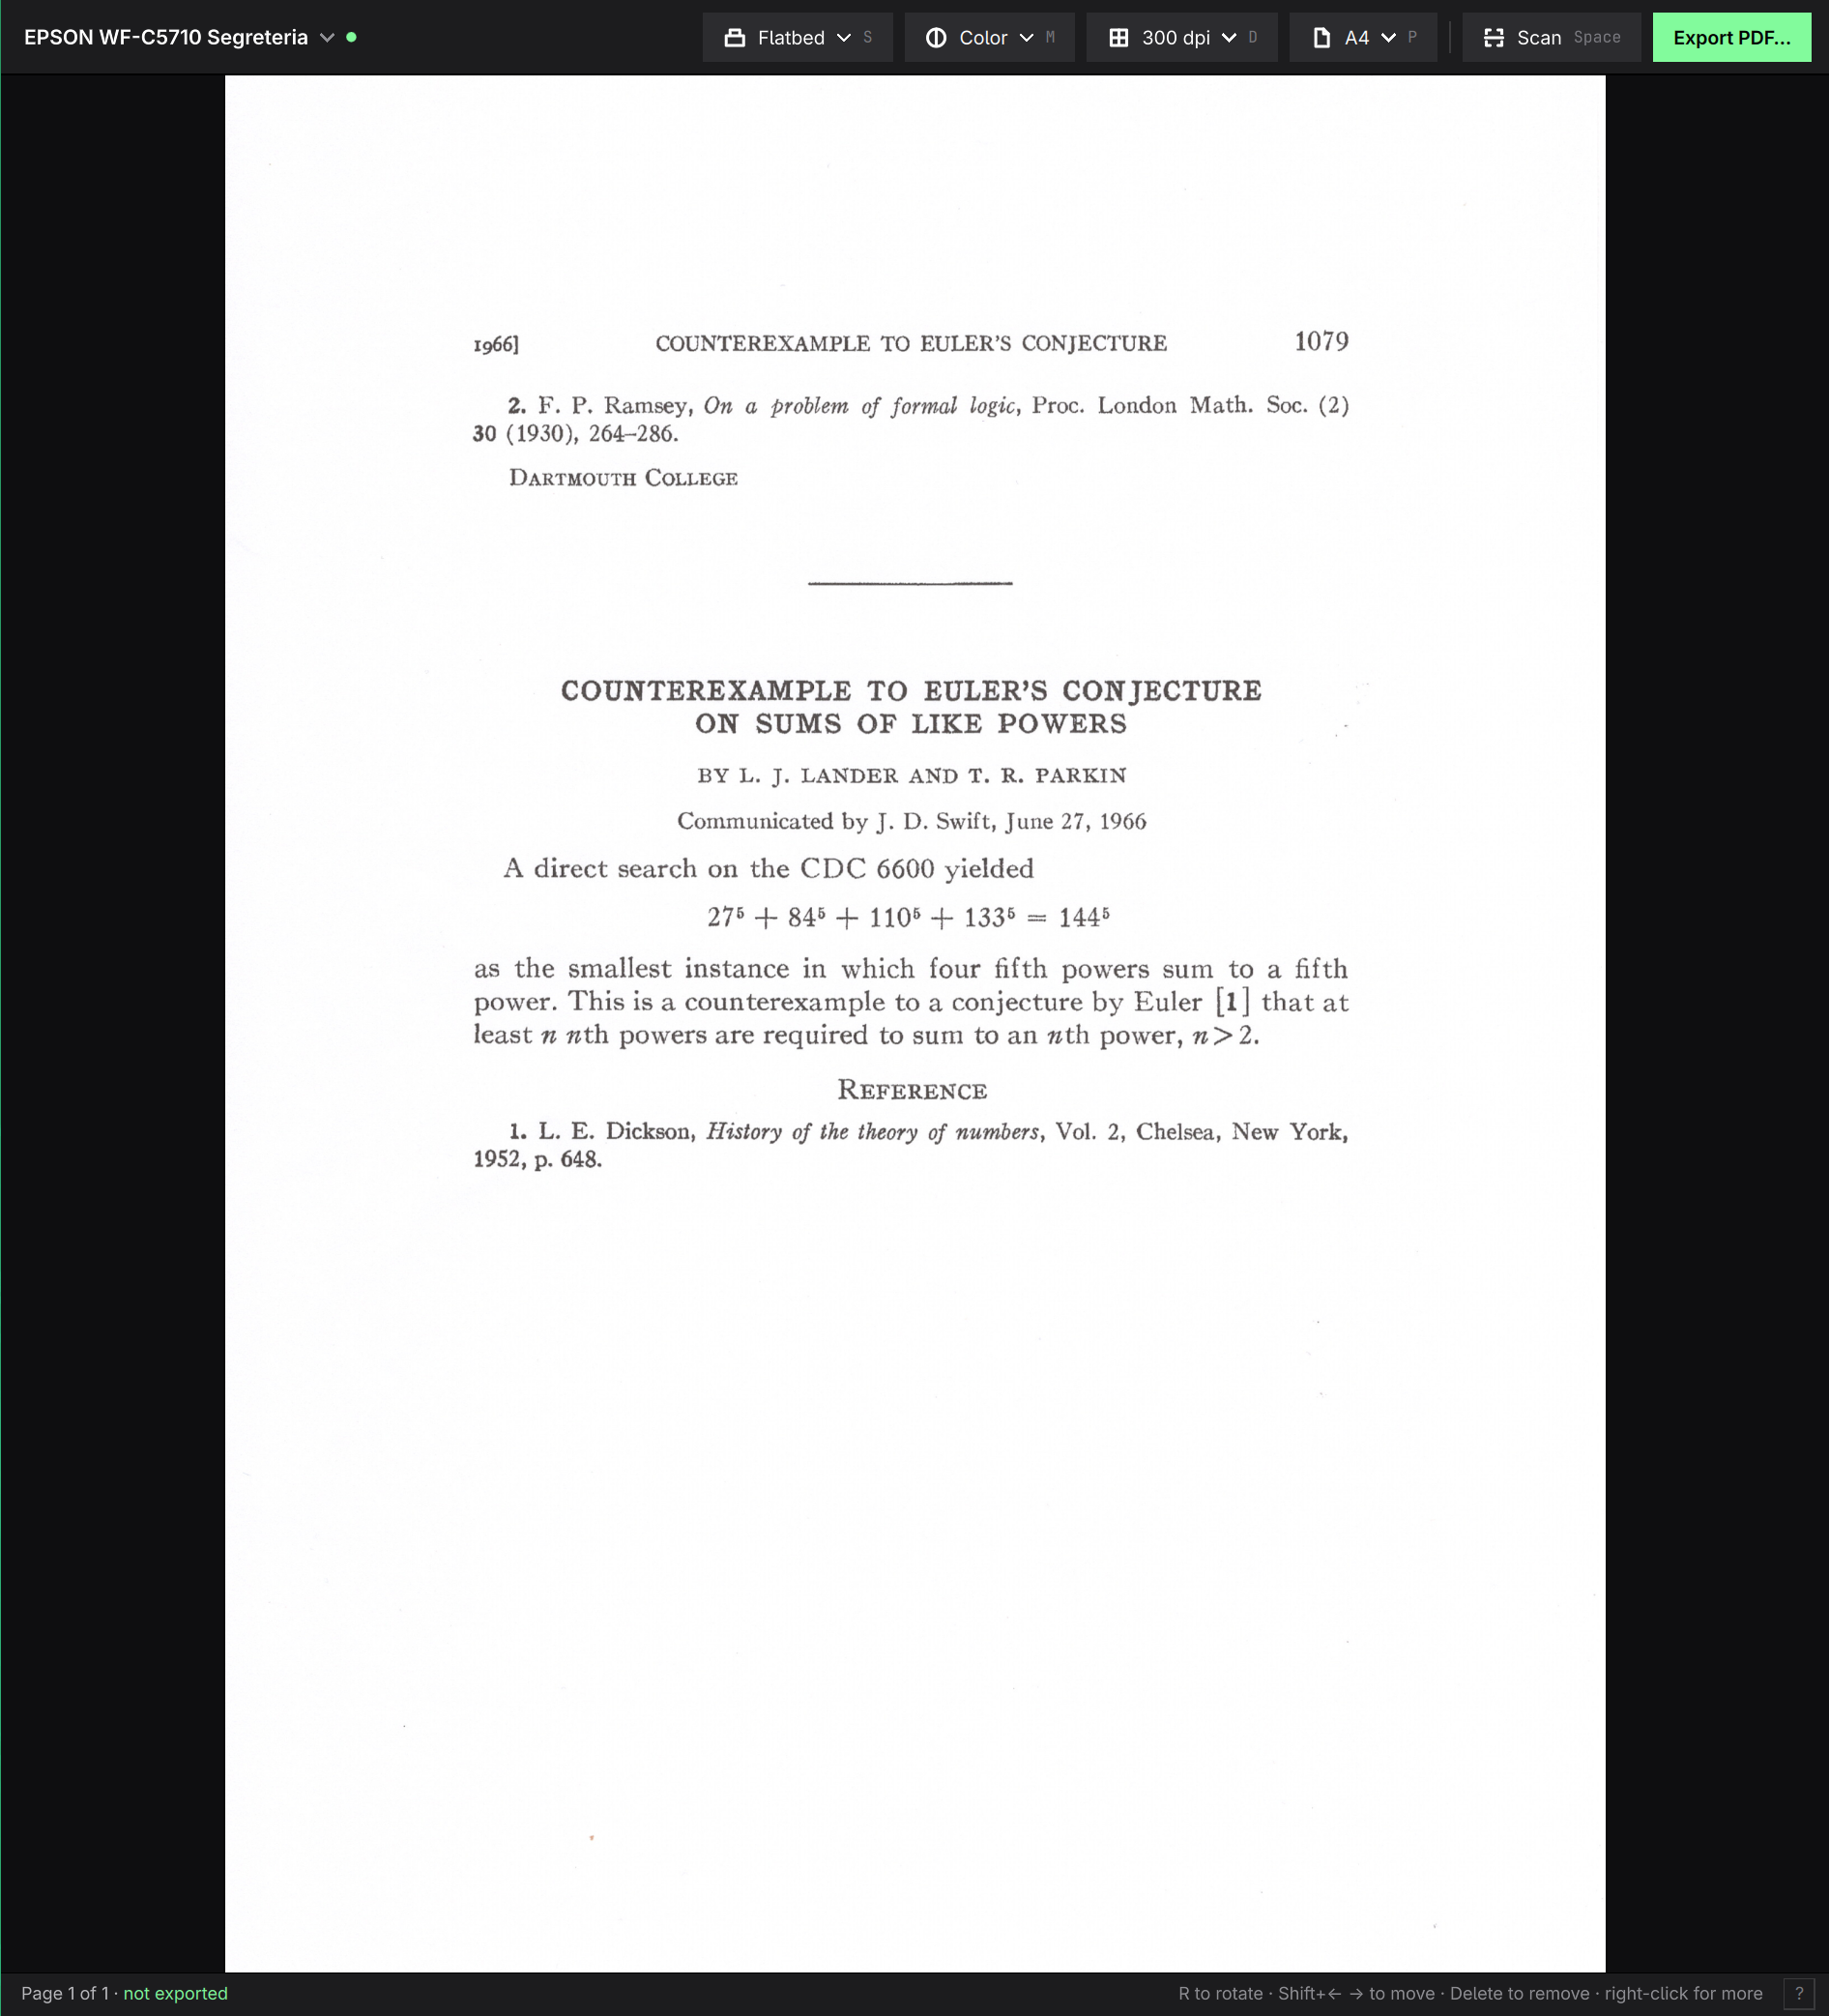 EPSON WF-C5710 Segreteria
Flatbed S
Color M
300 dpi D
A4 P
Scan Space
Export PDF...
1966] COUNTEREXAMPLE TO EULER'S CONJECTURE 1079
2. F. P. Ramsey, On a problem of formal logic, Proc. London Math. Soc. (2)
30 (1930), 264–286.
DARTMOUTH COLLEGE
COUNTEREXAMPLE TO EULER'S CONJECTURE
ON SUMS OF LIKE POWERS
BY L. J. LANDER AND T. R. PARKIN
Communicated by J. D. Swift, June 27, 1966
A direct search on the CDC 6600 yielded
27⁵ + 84⁵ + 110⁵ + 133⁵ = 144⁵
as the smallest instance in which four fifth powers sum to a fifth
power. This is a counterexample to a conjecture by Euler [1] that at
least n nth powers are required to sum to an nth power, n > 2.
REFERENCE
1. L. E. Dickson, History of the theory of numbers, Vol. 2, Chelsea, New York,
1952, p. 648.
Page 1 of 1 · not exported
R to rotate · Shift+← → to move · Delete to remove · right-click for more ?